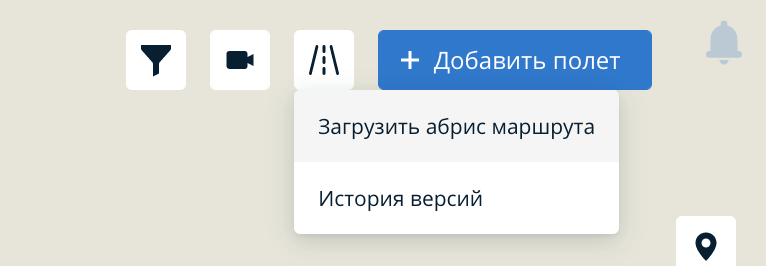 + Добавить полет
Загрузить абрис маршрута
История версий